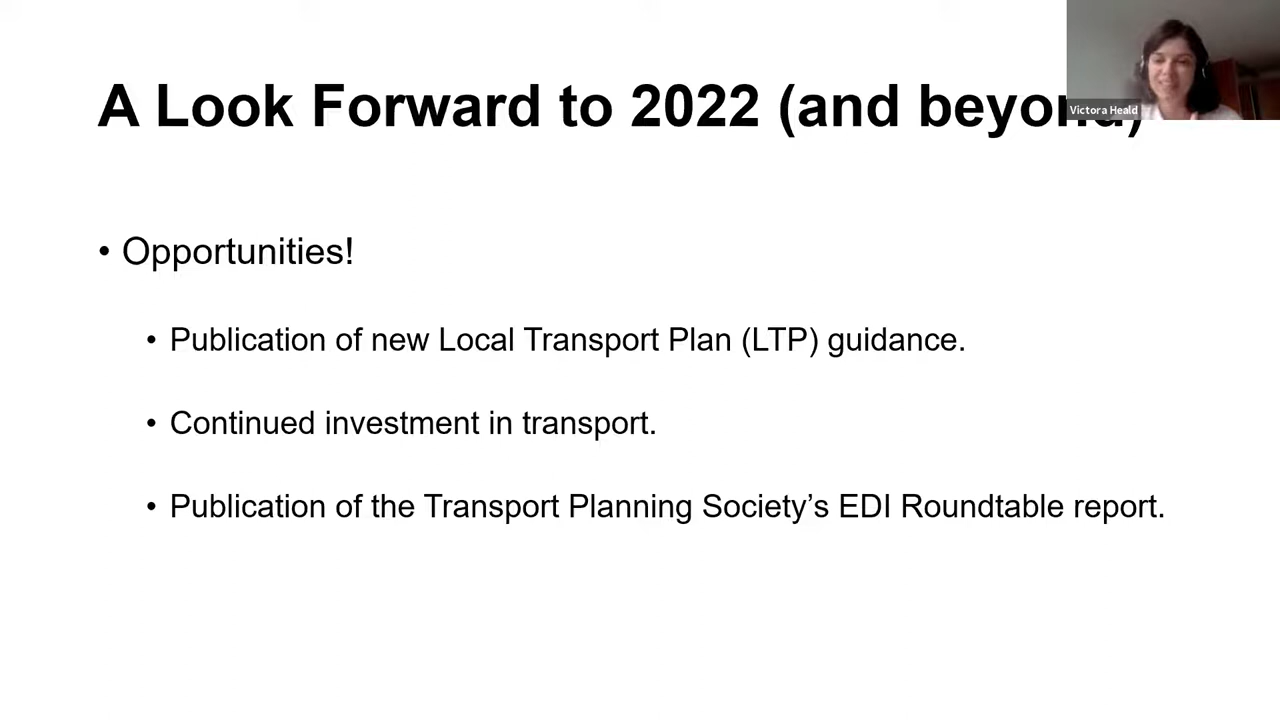 A Look Forward to 2022 (and beyond)
Victora Heald
• Opportunities!
• Publication of new Local Transport Plan (LTP) guidance.
• Continued investment in transport.
• Publication of the Transport Planning Society’s EDI Roundtable report.